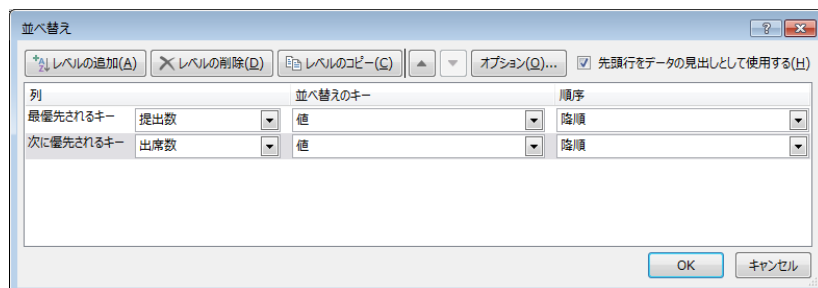 並べ替え
レベルの追加(A) レベルの削除(D) レベルのコピー(C) オプション(O)... 先頭行をデータの見出しとして使用する(H)
列 並べ替えのキー 順序
最優先されるキー 提出数 値 降順
次に優先されるキー 出席数 値 降順
OK キャンセル